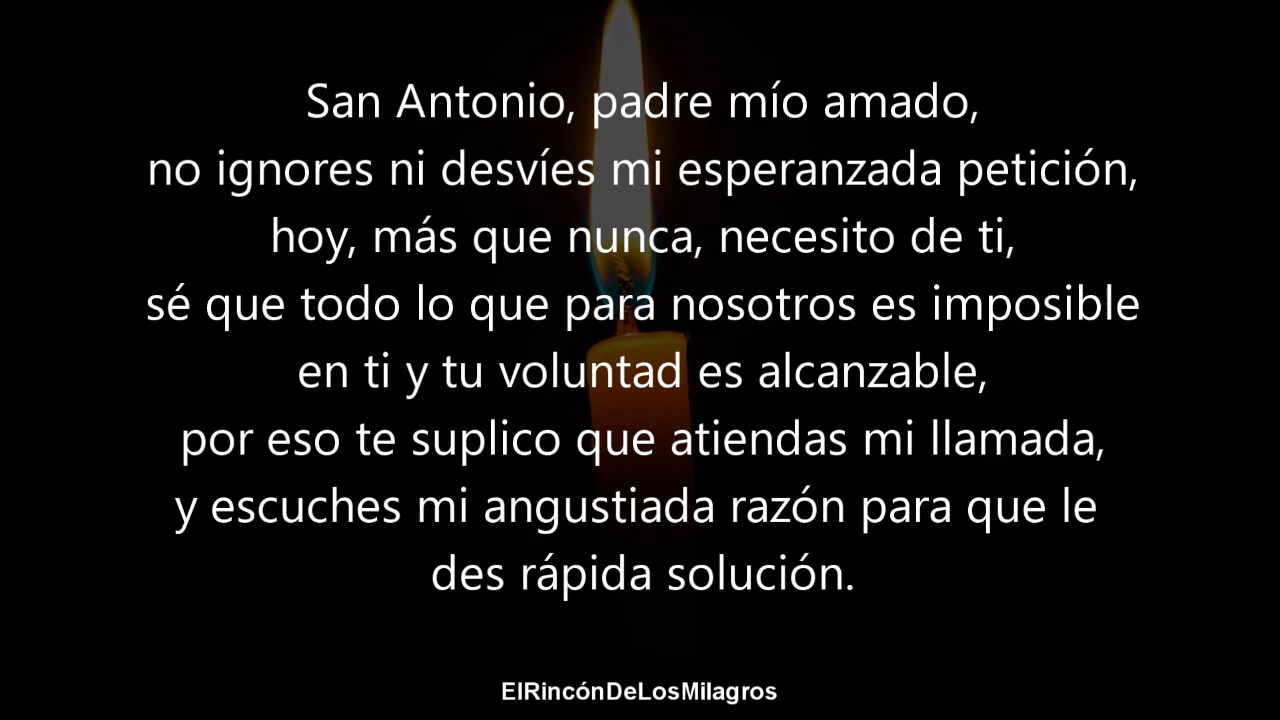 San Antonio, padre mío amado,
no ignores ni desvíes mi esperanzada petición,
hoy, más que nunca, necesito de ti,
sé que todo lo que para nosotros es imposible
en ti y tu voluntad es alcanzable,
por eso te suplico que atiendas mi llamada,
y escuches mi angustiada razón para que le
des rápida solución.
ElRincónDeLosMilagros